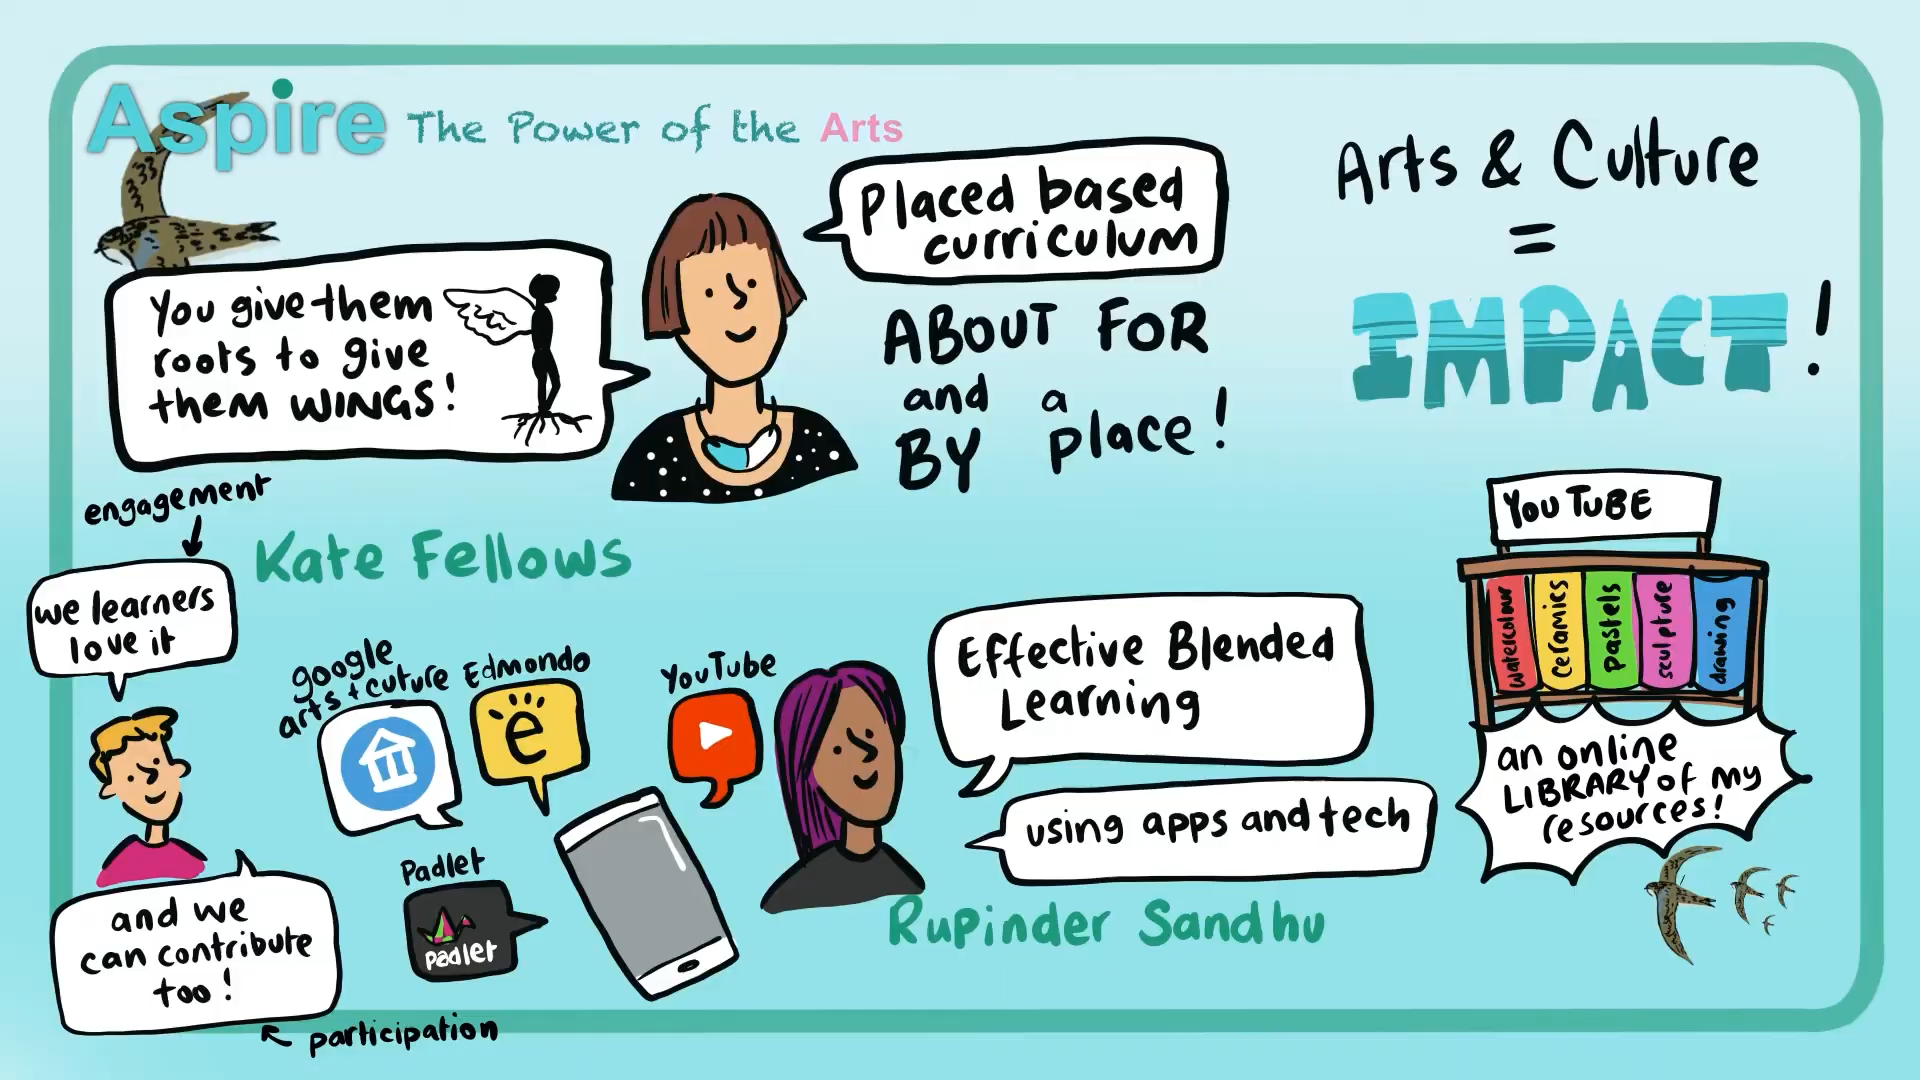 Aspire The Power of the Arts
You give them
roots to give
them WINGS!
Placed based
curriculum
ABOUT FOR
and a
BY place!
Arts & Culture
=
IMPACT!
Kate Fellows
engagement
we learners
love it
and we
can contribute
too!
participation
google
arts + cuture
Edmondo
e
YouTube
Padlet
padlet
Effective Blended
Learning
using apps and tech
Rupinder Sandhu
YOUTUBE
watercolour
Ceramics
Pastels
sculpture
drawing
an online
LIBRARY of my
resources!